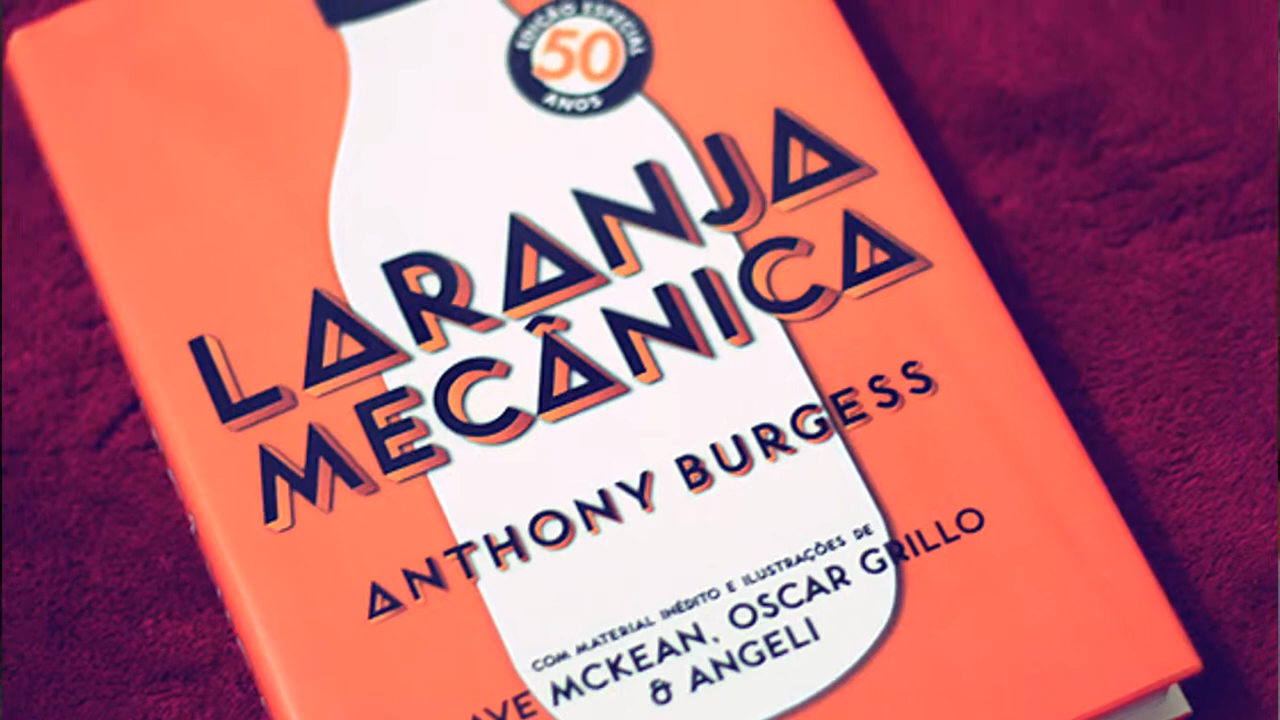 EDIÇÃO ESPECIAL
50
ANOS
LARANJA
MECÂNICA
ANTHONY BURGESS
COM MATERIAL INÉDITO E ILUSTRAÇÕES DE
MCKEAN, OSCAR GRILLO
& ANGELI